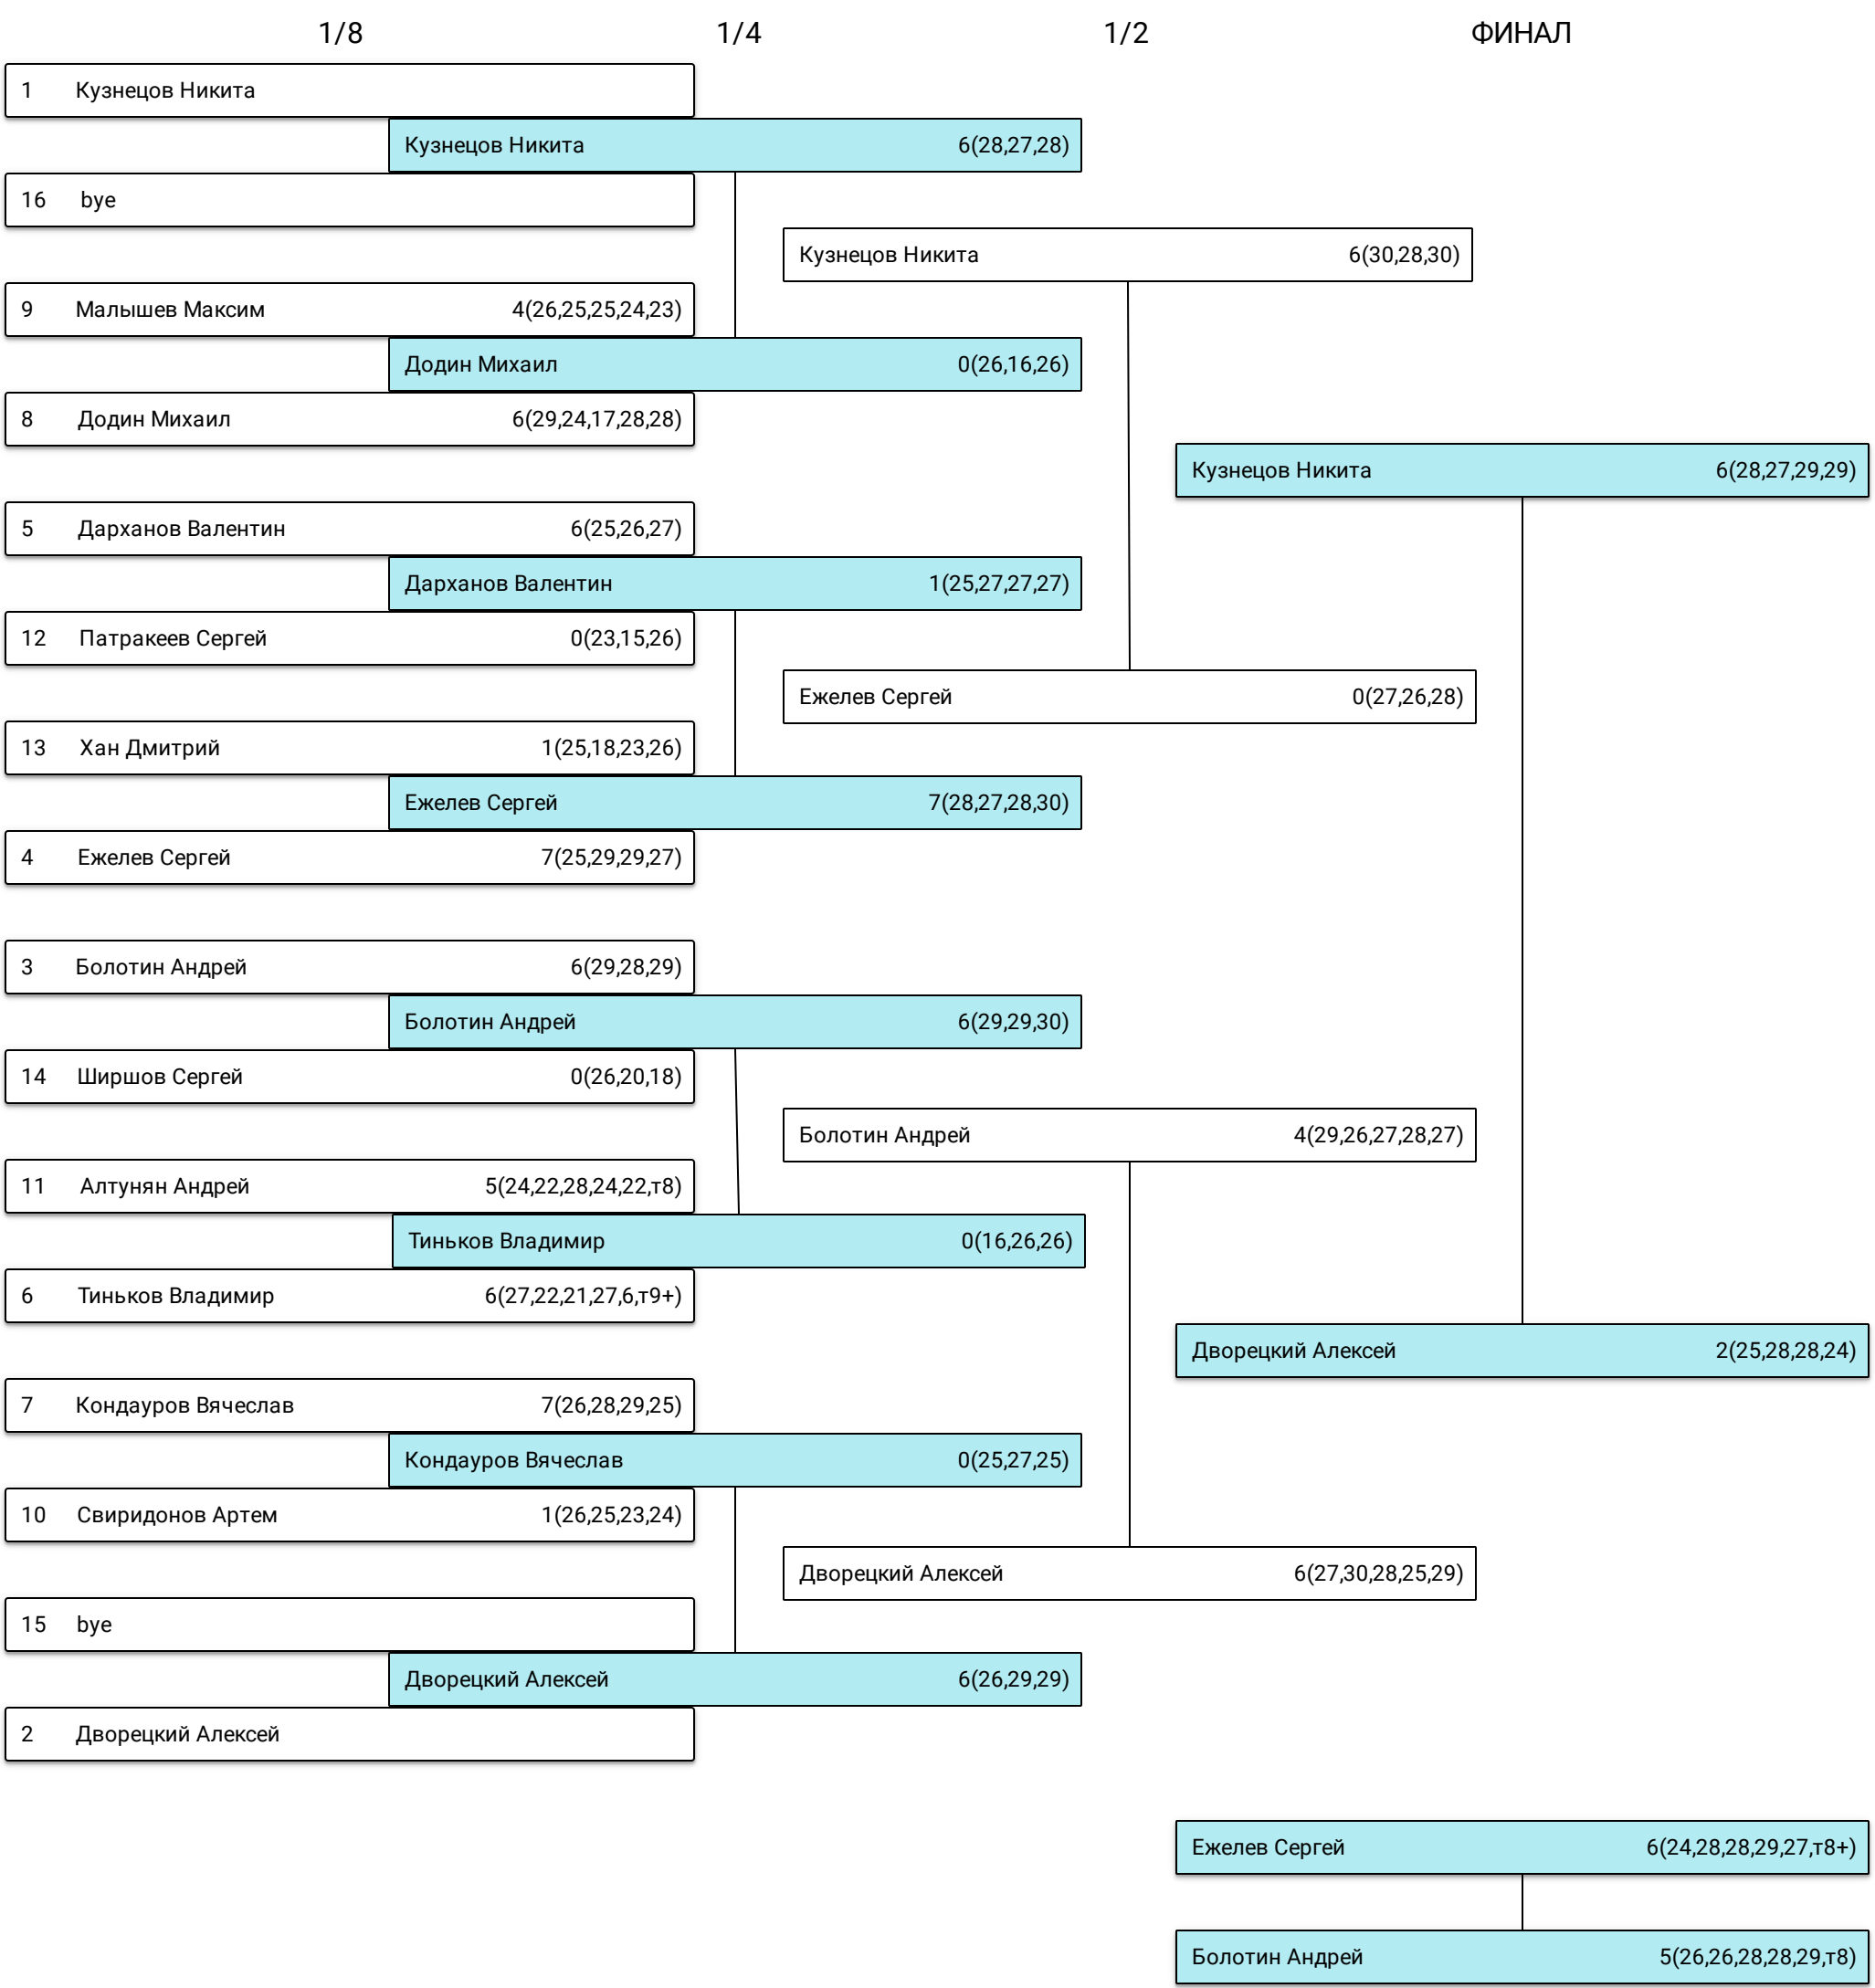 1/8 1/4 1/2 ФИНАЛ
1 Кузнецов Никита
Кузнецов Никита 6(28,27,28)
16 bye
Кузнецов Никита 6(30,28,30)
9 Малышев Максим 4(26,25,25,24,23)
Додин Михаил 0(26,16,26)
8 Додин Михаил 6(29,24,17,28,28)
Кузнецов Никита 6(28,27,29,29)
5 Дарханов Валентин 6(25,26,27)
Дарханов Валентин 1(25,27,27,27)
12 Патракеев Сергей 0(23,15,26)
Ежелев Сергей 0(27,26,28)
13 Хан Дмитрий 1(25,18,23,26)
Ежелев Сергей 7(28,27,28,30)
4 Ежелев Сергей 7(25,29,29,27)
3 Болотин Андрей 6(29,28,29)
Болотин Андрей 6(29,29,30)
14 Ширшов Сергей 0(26,20,18)
Болотин Андрей 4(29,26,27,28,27)
11 Алтунян Андрей 5(24,22,28,24,22,т8)
Тиньков Владимир 0(16,26,26)
6 Тиньков Владимир 6(27,22,21,27,6,т9+)
Дворецкий Алексей 2(25,28,28,24)
7 Кондауров Вячеслав 7(26,28,29,25)
Кондауров Вячеслав 0(25,27,25)
10 Свиридонов Артем 1(26,25,23,24)
Дворецкий Алексей 6(27,30,28,25,29)
15 bye
Дворецкий Алексей 6(26,29,29)
2 Дворецкий Алексей
Ежелев Сергей 6(24,28,28,29,27,т8+)
Болотин Андрей 5(26,26,28,28,29,т8)